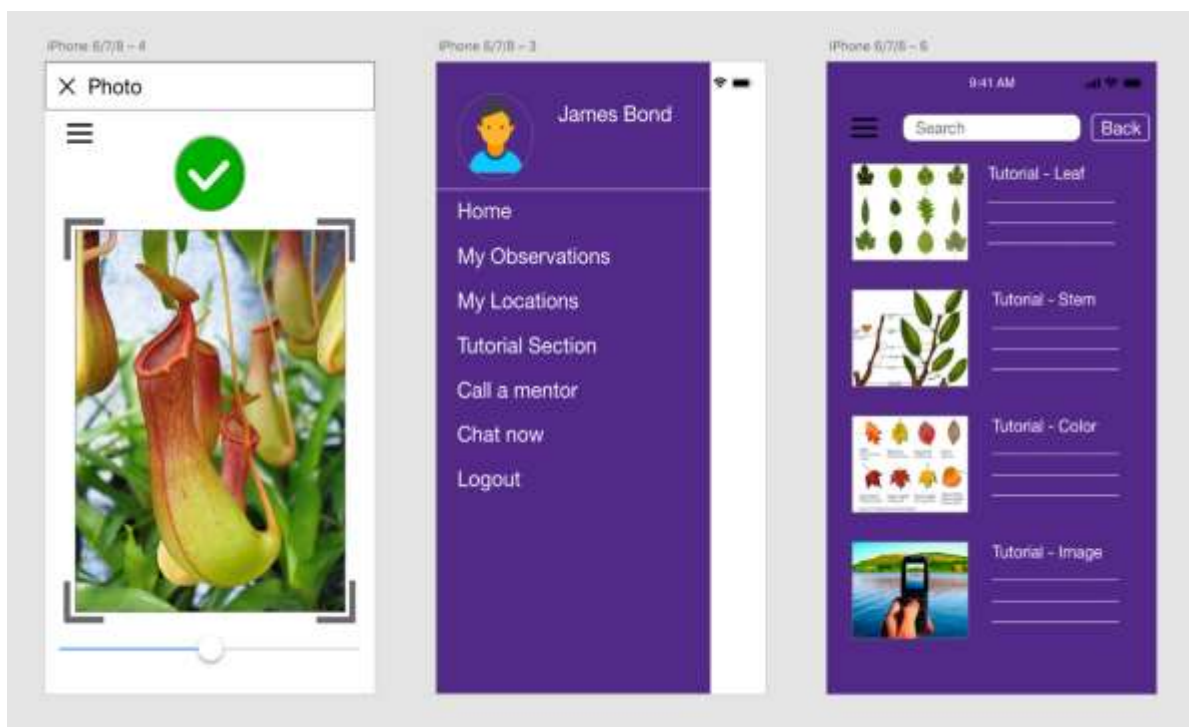 iPhone 6/7/8 – 4
X Photo
iPhone 6/7/8 – 3
James Bond
Home
My Observations
My Locations
Tutorial Section
Call a mentor
Chat now
Logout
iPhone 6/7/8 – 6
9:41 AM
Search
Back
Tutorial - Leaf
Tutorial - Stem
Tutorial - Color
Tutorial - Image